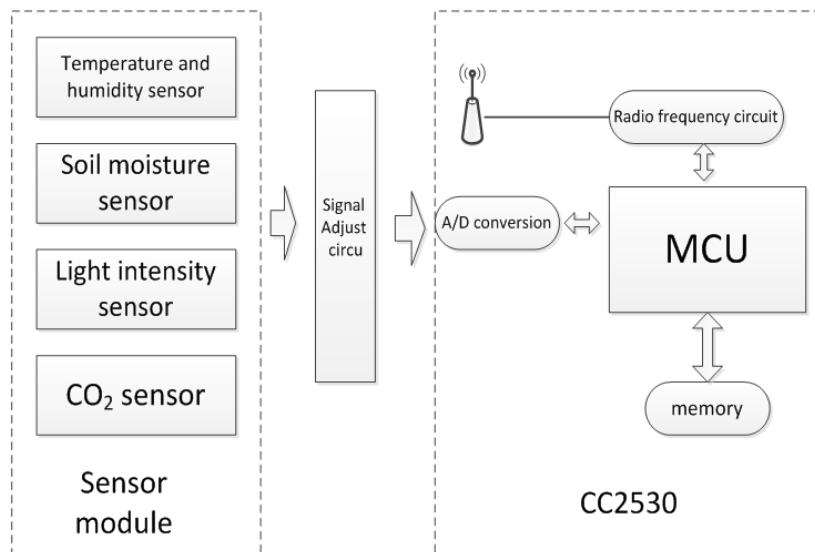 Temperature and
humidity sensor
Soil moisture
sensor
Light intensity
sensor
CO₂ sensor
Sensor
module
Signal
Adjust
circu
Radio frequency circuit
A/D conversion
MCU
memory
CC2530